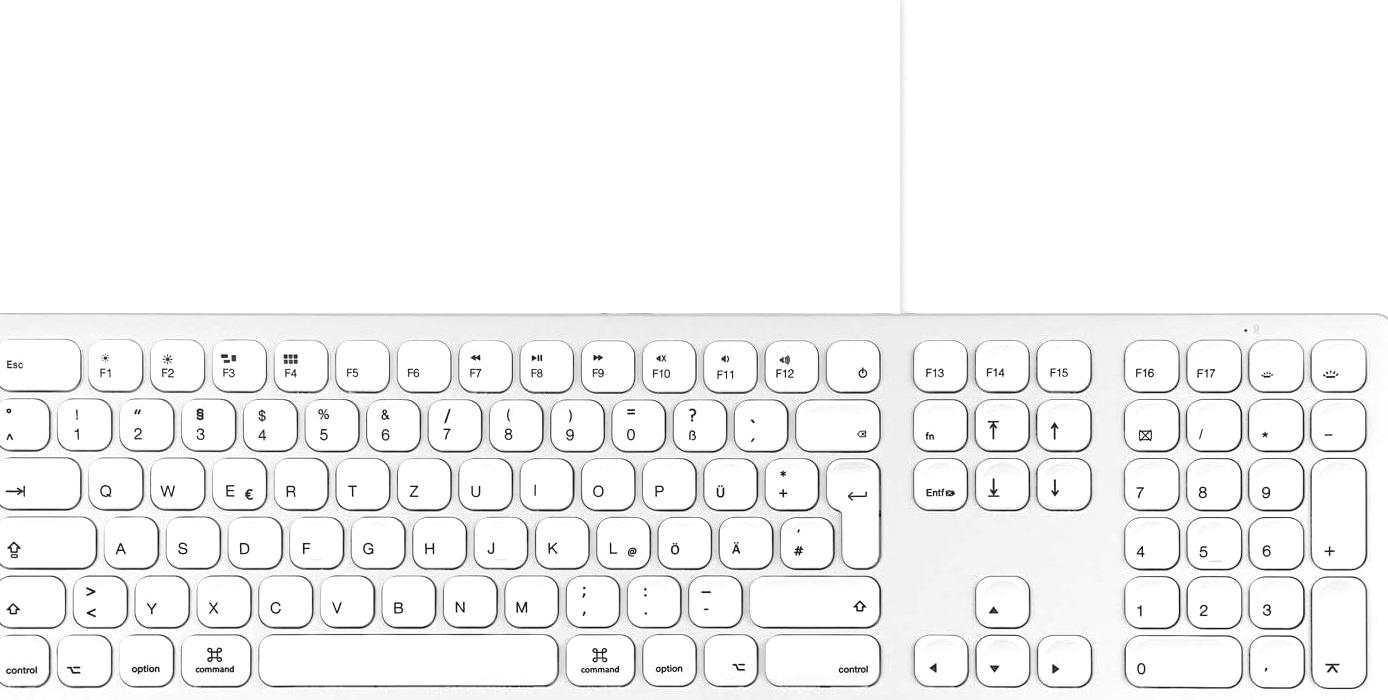 Esc F1 F2 F3 F4 F5 F6 F7 F8 F9 F10 F11 F12 F13 F14 F15 F16 F17
° ! “ § $ % & / ( ) = ? `
^ 1 2 3 4 5 6 7 8 9 0 ß ´ fn / * −
Q W E € R T Z U I O P Ü * + Entf 7 8 9
A S D F G H J K L @ Ö Ä ' # 4 5 6 +
> < Y X C V B N M ; , : . _ - 1 2 3
control option ⌘ command ⌘ command option control 0 ,